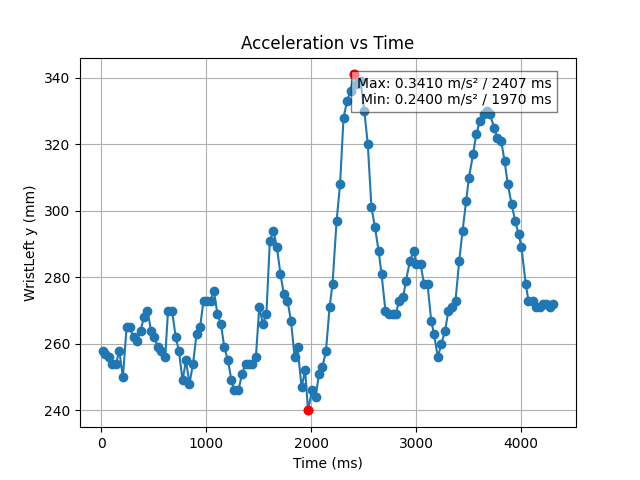 Acceleration vs Time
Max: 0.3410 m/s² / 2407 ms
Min: 0.2400 m/s² / 1970 ms
WristLeft y (mm)
340
320
300
280
260
240
0 1000 2000 3000 4000
Time (ms)